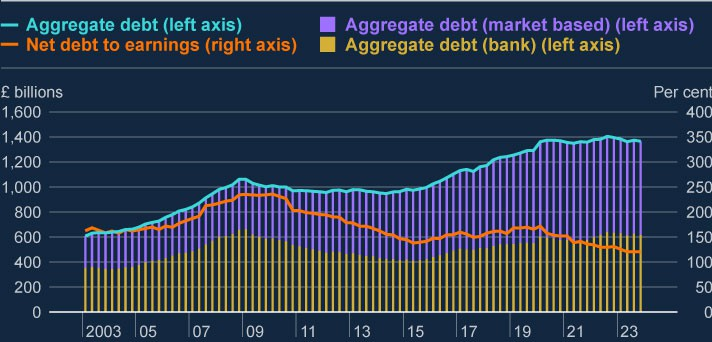 Aggregate debt (left axis)
Aggregate debt (market based) (left axis)
Net debt to earnings (right axis)
Aggregate debt (bank) (left axis)
£ billions
Per cent
1,600
400
1,400
350
1,200
300
1,000
250
800
200
600
150
400
100
200
50
0
0
2003 05 07 09 11 13 15 17 19 21 23